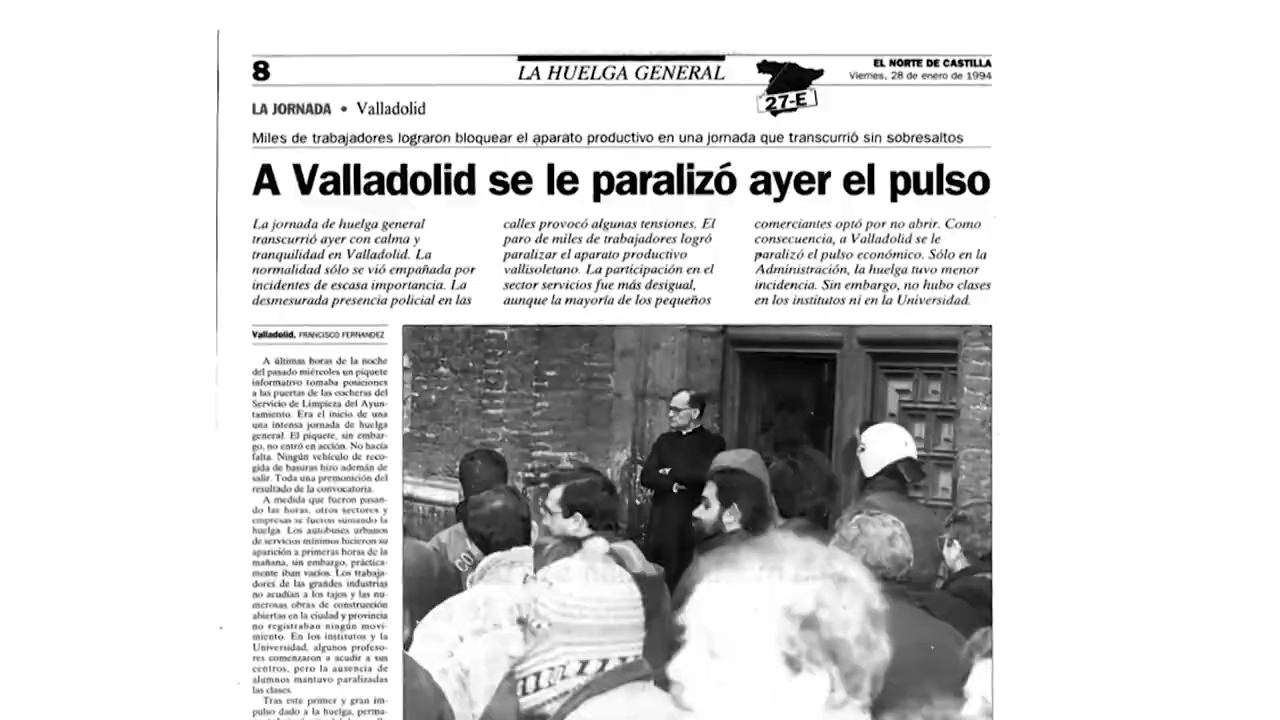 8
LA HUELGA GENERAL
27-E
EL NORTE DE CASTILLA
Viernes, 28 de enero de 1994
LA JORNADA • Valladolid
Miles de trabajadores lograron bloquear el aparato productivo en una jornada que transcurrió sin sobresaltos
A Valladolid se le paralizó ayer el pulso
La jornada de huelga general
transcurrió ayer con calma y
tranquilidad en Valladolid. La
normalidad sólo se vió empañada por
incidentes de escasa importancia. La
desmesurada presencia policial en las
calles provocó algunas tensiones. El
paro de miles de trabajadores logró
paralizar el aparato productivo
vallisoletano. La participación en el
sector servicios fue más desigual,
aunque la mayoría de los pequeños
comerciantes optó por no abrir. Como
consecuencia, a Valladolid se le
paralizó el pulso económico. Sólo en la
Administración, la huelga tuvo menor
incidencia. Sin embargo, no hubo clases
en los institutos ni en la Universidad.
Valladolid. FRANCISCO FERNANDEZ
A últimas horas de la noche
del pasado miércoles un piquete
informativo tomaba posiciones
a las puertas de las cocheras del
Servicio de Limpieza del Ayun-
tamiento. Era el inicio de una
una intensa jornada de huelga
general. El piquete, sin embar-
go, no entró en acción. No hacía
falta. Ningún vehículo de reco-
gida de basuras hizo ademán de
salir. Toda una premonición del
resultado de la convocatoria.
A medida que fueron pasan-
do las horas, otros sectores y
empresas se fueron sumando la
huelga. Los autobuses urbanos
de servicios mínimos hicieron su
aparición a primeras horas de la
mañana, sin embargo, práctica-
mente iban vacíos. Los trabaja-
dores de las grandes industrias
no acudían a los tajos y las nu-
merosas obras de construcción
abiertas en la ciudad y provincia
no registraban ningún movi-
miento. En los institutos y la
Universidad, algunos profeso-
res comenzaron a acudir a sus
centros, pero la ausencia de
alumnos mantuvo paralizadas
las clases.
Tras este primer y gran im-
pulso dado a la huelga, perma-